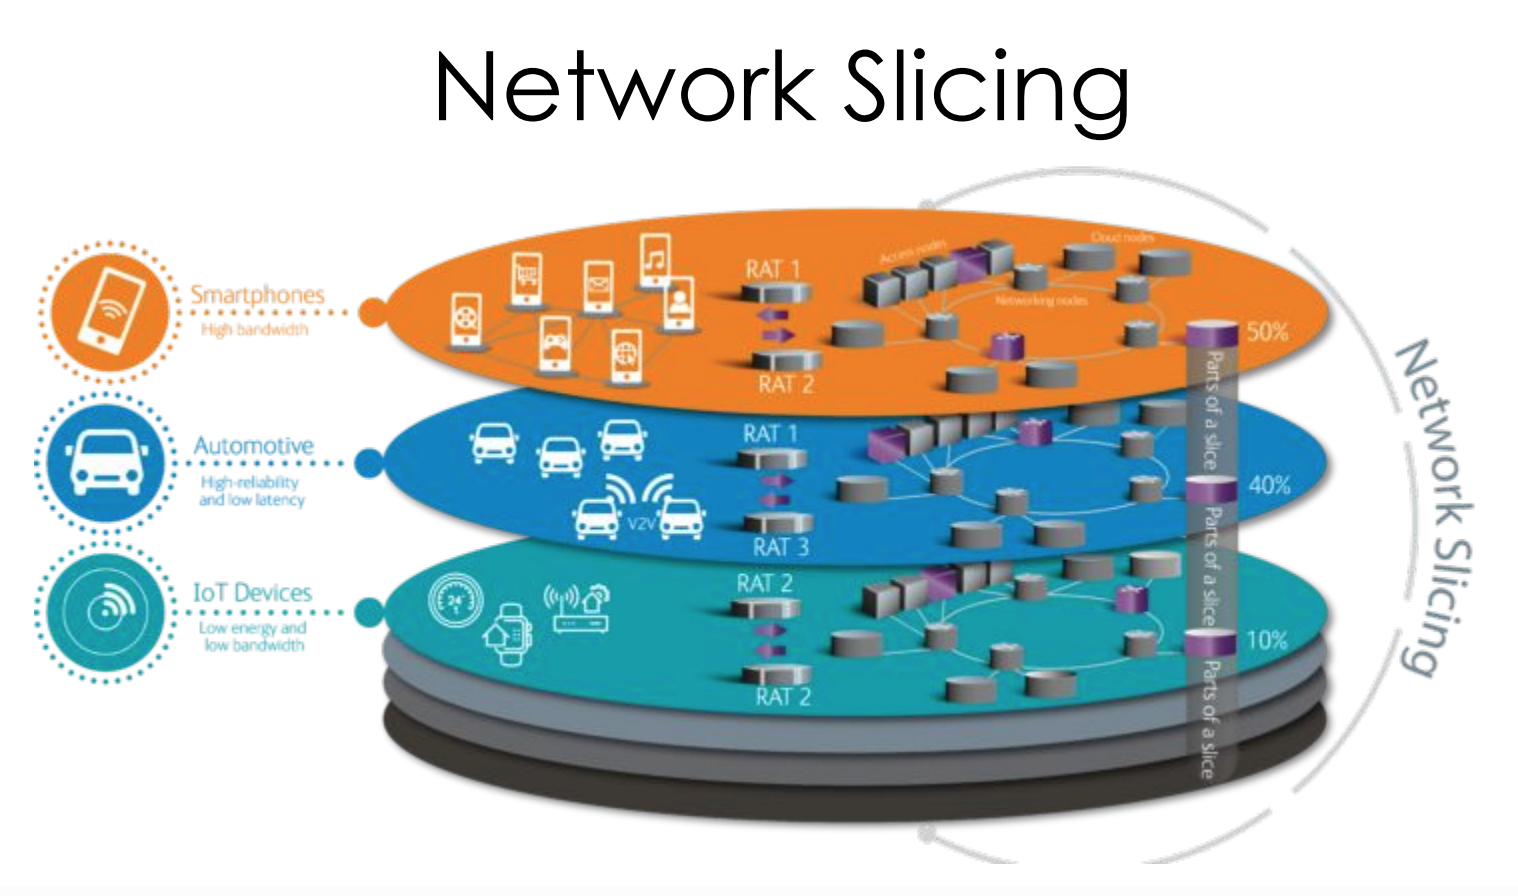 Network Slicing
Smartphones
High bandwidth
RAT 1
RAT 2
Access nodes
Cloud nodes
Networking nodes
50%
Parts of a slice
Automotive
High-reliability
and low latency
V2V
RAT 1
RAT 3
40%
Parts of a slice
IoT Devices
Low energy and
low bandwidth
24°
RAT 2
RAT 2
10%
Parts of a slice
Network Slicing